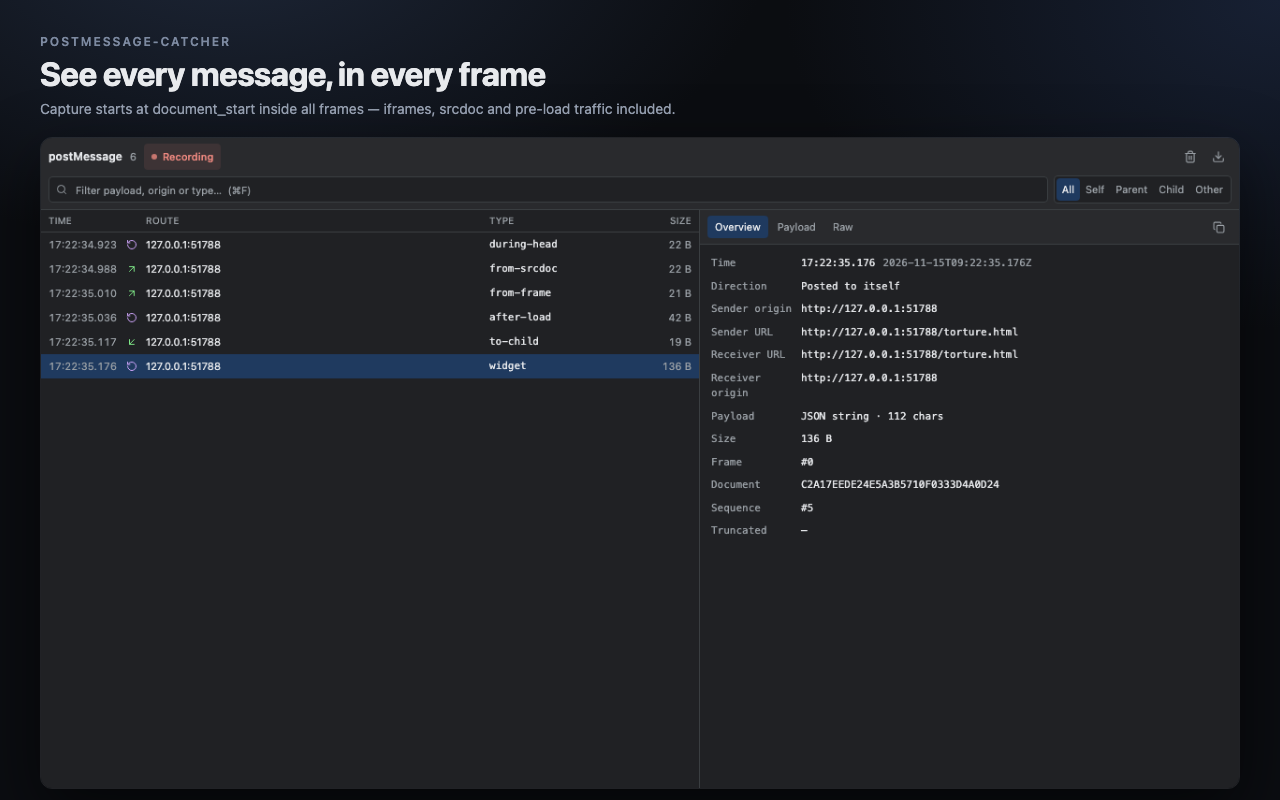 POSTMESSAGE-CATCHER
See every message, in every frame
Capture starts at document_start inside all frames — iframes, srcdoc and pre-load traffic included.
postMessage 6 Recording
Filter payload, origin or type... (⌘F) All Self Parent Child Other
TIME ROUTE TYPE SIZE
17:22:34.923 127.0.0.1:51788 during-head 22 B
17:22:34.988 127.0.0.1:51788 from-srcdoc 22 B
17:22:35.010 127.0.0.1:51788 from-frame 21 B
17:22:35.036 127.0.0.1:51788 after-load 42 B
17:22:35.117 127.0.0.1:51788 to-child 19 B
17:22:35.176 127.0.0.1:51788 widget 136 B
Overview Payload Raw
Time 17:22:35.176 2026-11-15T09:22:35.176Z
Direction Posted to itself
Sender origin http://127.0.0.1:51788
Sender URL http://127.0.0.1:51788/torture.html
Receiver URL http://127.0.0.1:51788/torture.html
Receiver origin http://127.0.0.1:51788
Payload JSON string · 112 chars
Size 136 B
Frame #0
Document C2A17EEDE24E5A3B5710F0333D4A0D24
Sequence #5
Truncated —